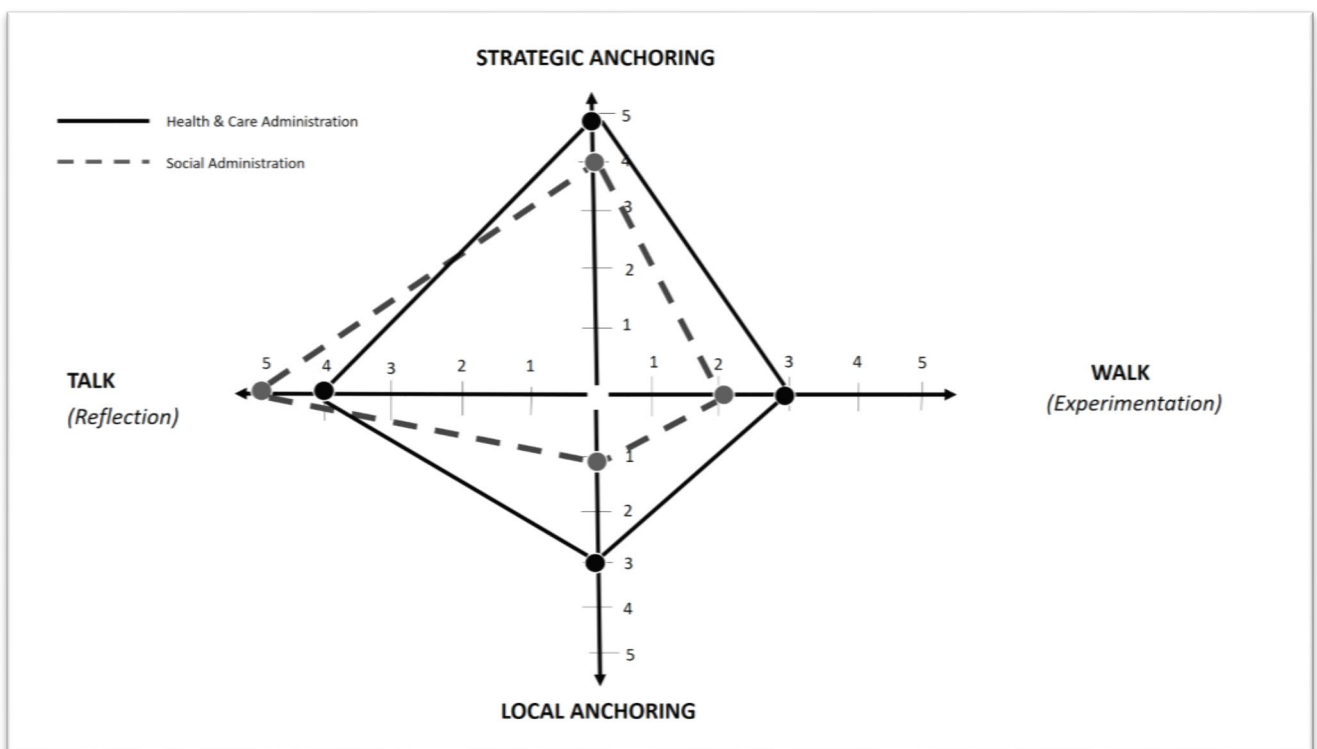 STRATEGIC ANCHORING
Health & Care Administration
Social Administration
5
4
3
2
1
5 4 3 2 1 1 2 3 4 5
TALK
(Reflection)
WALK
(Experimentation)
1
2
3
4
5
LOCAL ANCHORING